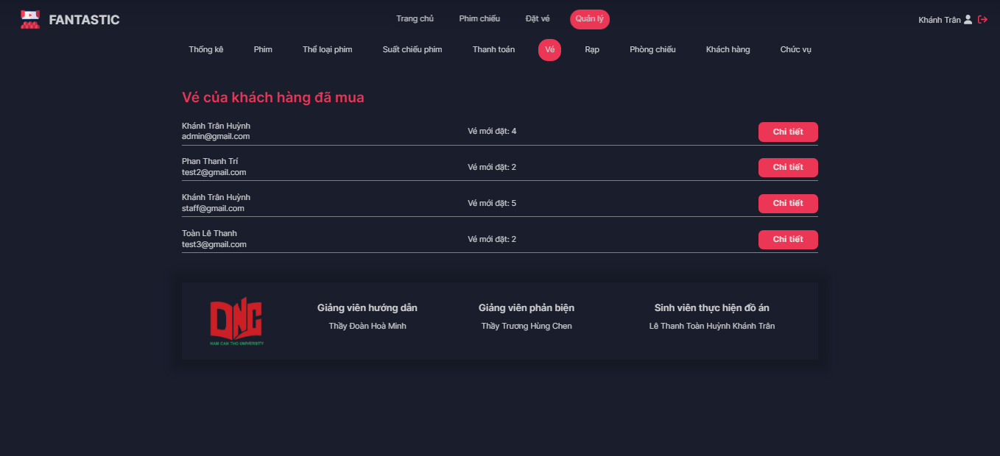 FANTASTIC
Trang chủ Phim chiếu Đặt vé Quản lý
Khánh Trân
Thống kê Phim Thể loại phim Suất chiếu phim Thanh toán Vé Rạp Phòng chiếu Khách hàng Chức vụ
Vé của khách hàng đã mua
Khánh Trân Huỳnh
admin@gmail.com
Vé mới đặt: 4
Chi tiết
Phan Thanh Trí
test2@gmail.com
Vé mới đặt: 2
Chi tiết
Khánh Trân Huỳnh
staff@gmail.com
Vé mới đặt: 5
Chi tiết
Toàn Lê Thanh
test3@gmail.com
Vé mới đặt: 2
Chi tiết
DNC
NAM CAN THO UNIVERSITY
Giảng viên hướng dẫn
Thầy Đoàn Hoà Minh
Giảng viên phản biện
Thầy Trương Hùng Chen
Sinh viên thực hiện đồ án
Lê Thanh Toàn Huỳnh Khánh Trân